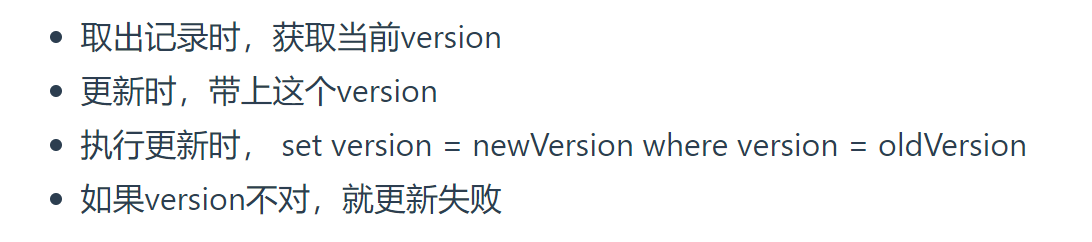 取出记录时，获取当前version
更新时，带上这个version
执行更新时， set version = newVersion where version = oldVersion
如果version不对，就更新失败